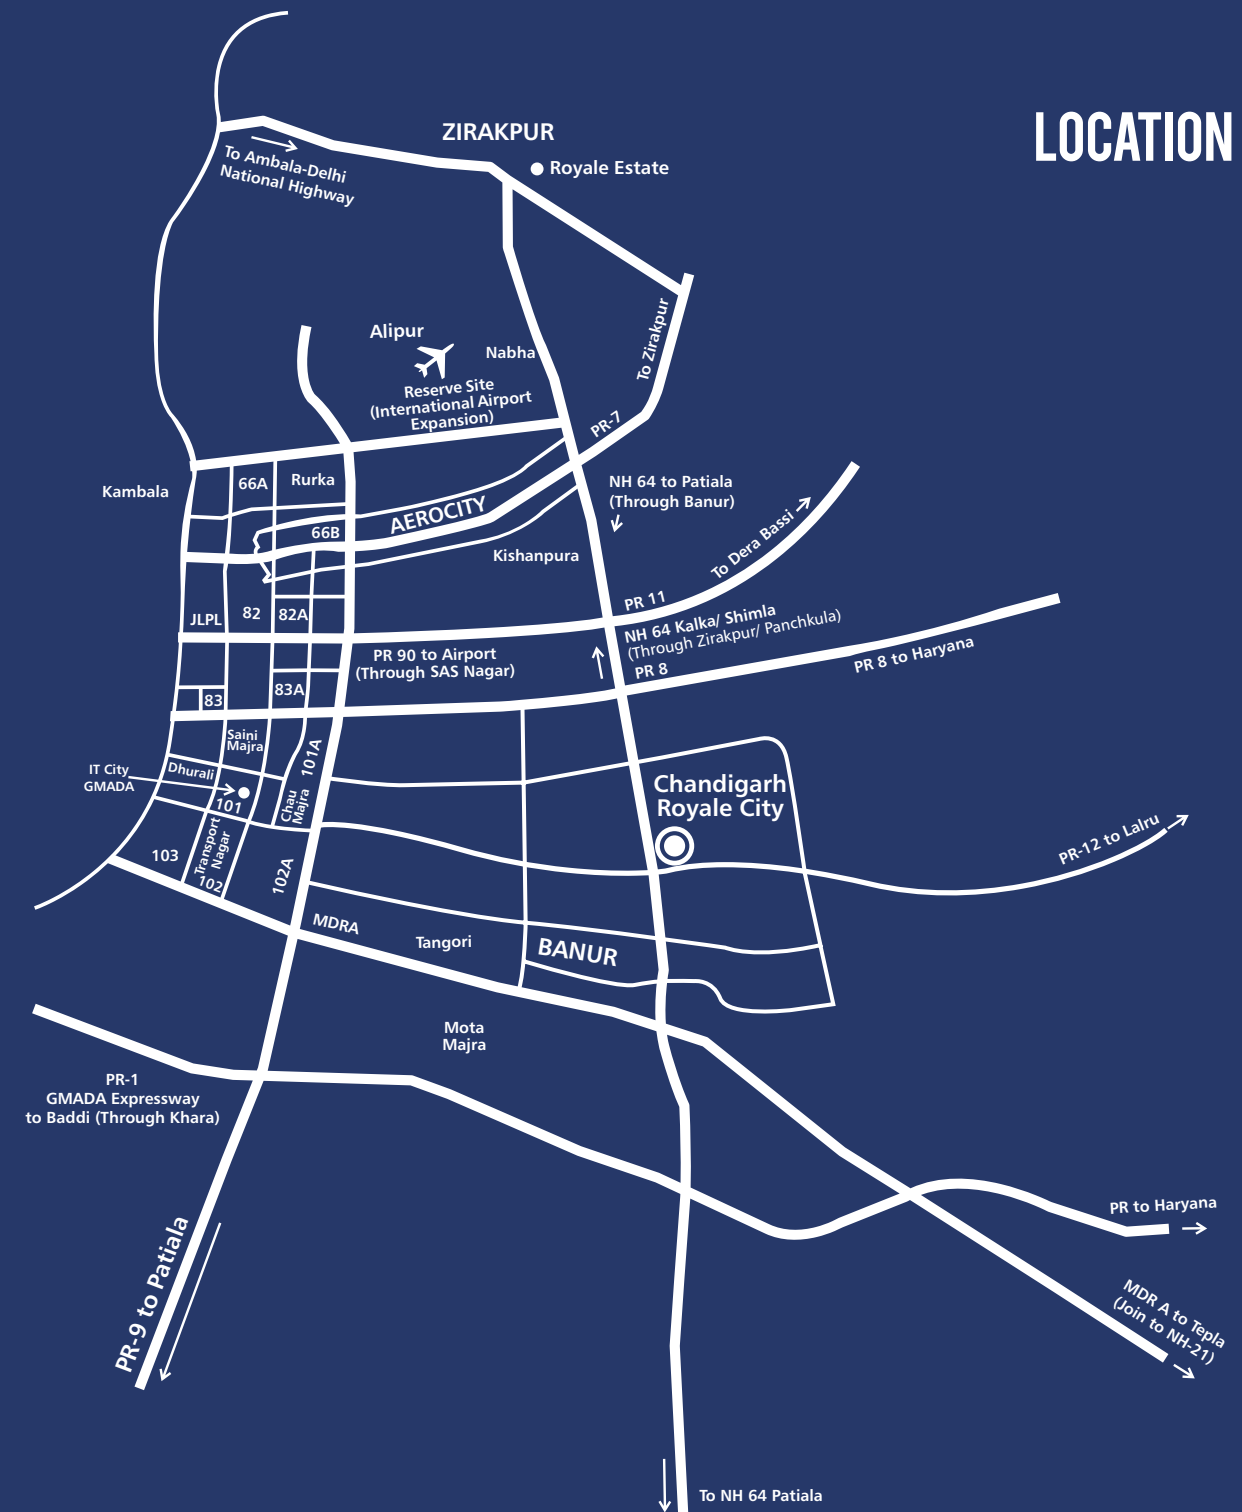 LOCATION
ZIRAKPUR
Royale Estate
To Ambala-Delhi
National Highway
To Zirakpur
Alipur
Nabha
Reserve Site
(International Airport
Expansion)
PR-7
Kambala
66A
Rurka
NH 64 to Patiala
(Through Banur)
AEROCITY
66B
Kishanpura
To Dera Bassi
JLPL
82
82A
PR 11
NH 64 Kalka/ Shimla
(Through Zirakpur/ Panchkula)
PR 8
PR 8 to Haryana
PR 90 to Airport
(Through SAS Nagar)
83
83A
Saini
Majra
101A
Dhurali
IT City
GMADA
101
Chau
Majra
Chandigarh
Royale City
PR-12 to Lalru
103
Transport
Nagar
102
102A
MDRA
Tangori
BANUR
Mota
Majra
PR-1
GMADA Expressway
to Baddi (Through Khara)
PR-9 to Patiala
PR to Haryana
MDR A to Tepla
(Join to NH-21)
To NH 64 Patiala